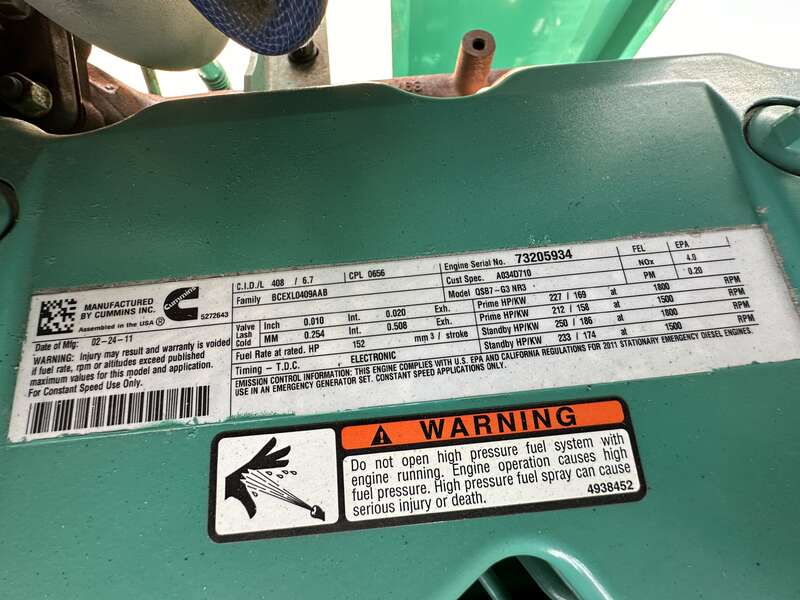 MANUFACTURED
BY CUMMINS INC.
Cummins
Assembled in the USA®
5272643
Date of Mfg: 02-24-11
WARNING: Injury may result and warranty is voided
if fuel rate, rpm or altitudes exceed published
maximum values for this model and application.
For Constant Speed Use Only.
C.I.D./L 408 / 6.7 CPL 0656 Engine Serial No. 73205934 FEL EPA
Family BCEXL0409AAB Cust Spec. A034D710 NOx 4.0
Model QSB7-G3 NR3 PM 0.20
Valve Lash Cold Inch 0.010 Int. 0.020 Exh. Prime HP/KW 227 / 169 at 1800 RPM
MM 0.254 Int. 0.508 Exh. Prime HP/KW 212 / 158 at 1500 RPM
Fuel Rate at rated. HP 152 mm³ / stroke Standby HP/KW 250 / 186 at 1800 RPM
Timing - T.D.C. ELECTRONIC Standby HP/KW 233 / 174 at 1500 RPM
EMISSION CONTROL INFORMATION: THIS ENGINE COMPLIES WITH U.S. EPA AND CALIFORNIA REGULATIONS FOR 2011 STATIONARY EMERGENCY DIESEL ENGINES.
USE IN AN EMERGENCY GENERATOR SET. CONSTANT SPEED APPLICATIONS ONLY.
WARNING
Do not open high pressure fuel system with
engine running. Engine operation causes high
fuel pressure. High pressure fuel spray can cause
serious injury or death.
4938452